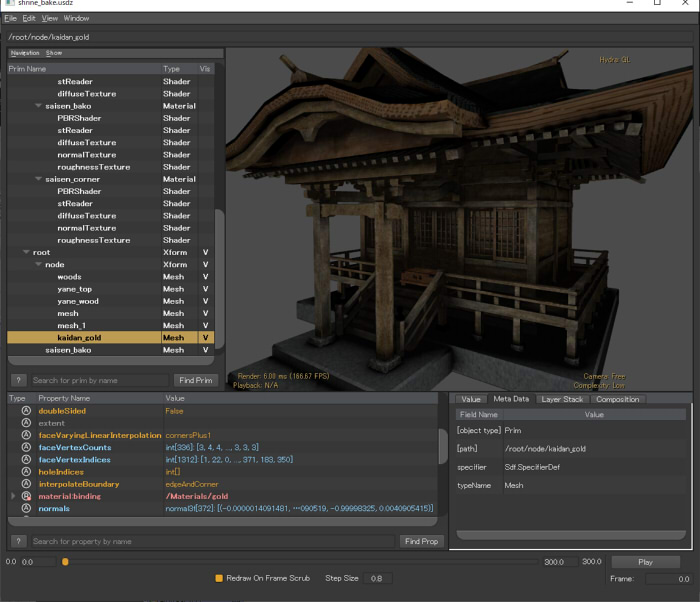 shrine_bake.usdz
File Edit View Window
/root/node/kaidan_gold
Navigation Show
Prim Name Type Vis
stReader Shader
diffuseTexture Shader
saisen_bako Material
PBRShader Shader
stReader Shader
diffuseTexture Shader
normalTexture Shader
roughnessTexture Shader
saisen_corner Material
PBRShader Shader
stReader Shader
diffuseTexture Shader
normalTexture Shader
roughnessTexture Shader
root Xform V
node Xform V
woods Mesh V
yane_top Mesh V
yane_wood Mesh V
mesh Mesh V
mesh_1 Mesh V
kaidan_gold Mesh V
saisen_bako Mesh V
? Search for prim by name Find Prim
Hydra: GL
Render: 6.00 ms (166.67 FPS)
Playback: N/A
Camera: Free
Complexity: Low
Type Property Name Value
A doubleSided False
A extent
A faceVaryingLinearInterpolation cornersPlus1
A faceVertexCounts int[336]: [3, 4, 4, ..., 3, 3, 3]
A faceVertexIndices int[1312]: [1, 22, 0, ..., 371, 183, 350]
A holeIndices int[]
A interpolateBoundary edgeAndCorner
R material:binding /Materials/gold
A normals normal3f[372]: [(-0.0000014091481, ···090519, -0.99998325, 0.0040905415)]
? Search for property by name Find Prop
Value Meta Data Layer Stack Composition
Field Name Value
[object type] Prim
[path] /root/node/kaidan_gold
specifier Sdf.SpecifierDef
typeName Mesh
0.0 0.0 300.0 300.0 Play
Redraw On Frame Scrub Step Size 0.8 Frame: 0.0